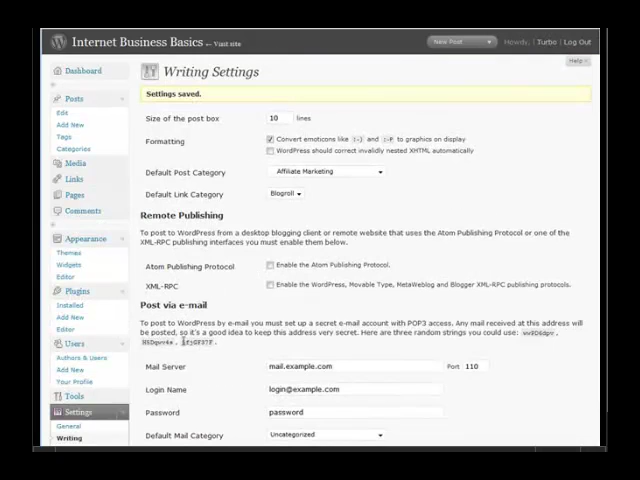 Internet Business Basics ← Visit site
New Post
Howdy, Turbo | Log Out
Help
Dashboard
Posts
Edit
Add New
Tags
Categories
Media
Links
Pages
Comments
Appearance
Themes
Widgets
Editor
Plugins
Installed
Add New
Editor
Users
Authors & Users
Add New
Your Profile
Tools
Settings
General
Writing
Writing Settings
Settings saved.
Size of the post box 10 lines
Formatting Convert emoticons like :-) and :-P to graphics on display
WordPress should correct invalidly nested XHTML automatically
Default Post Category Affiliate Marketing
Default Link Category Blogroll
Remote Publishing
To post to WordPress from a desktop blogging client or remote website that uses the Atom Publishing Protocol or one of the
XML-RPC publishing interfaces you must enable them below.
Atom Publishing Protocol Enable the Atom Publishing Protocol.
XML-RPC Enable the WordPress, Movable Type, MetaWeblog and Blogger XML-RPC publishing protocols.
Post via e-mail
To post to WordPress by e-mail you must set up a secret e-mail account with POP3 access. Any mail received at this address will
be posted, so it's a good idea to keep this address very secret. Here are three random strings you could use:
Mail Server mail.example.com Port 110
Login Name login@example.com
Password password
Default Mail Category Uncategorized